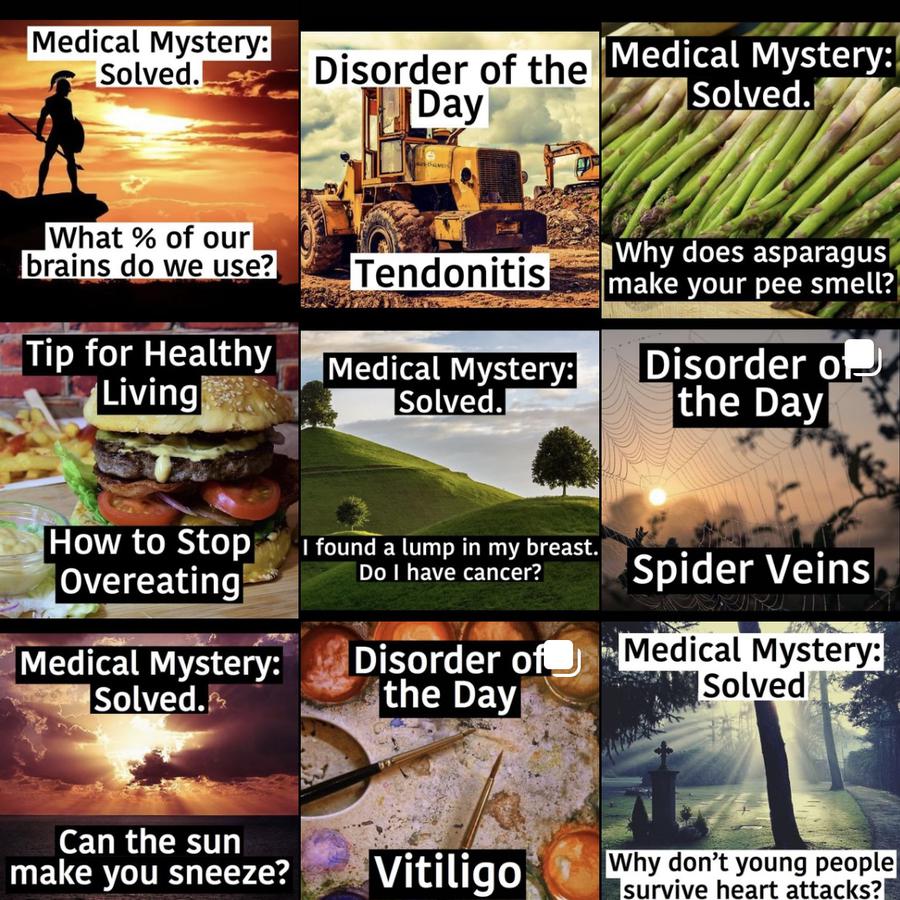 Medical Mystery:
Solved.
What % of our
brains do we use?
Disorder of the
Day
Tendonitis
Medical Mystery:
Solved.
Why does asparagus
make your pee smell?
Tip for Healthy
Living
How to Stop
Overeating
Medical Mystery:
Solved.
I found a lump in my breast.
Do I have cancer?
Disorder of
the Day
Spider Veins
Medical Mystery:
Solved.
Can the sun
make you sneeze?
Disorder of
the Day
Vitiligo
Medical Mystery:
Solved
Why don’t young people
survive heart attacks?